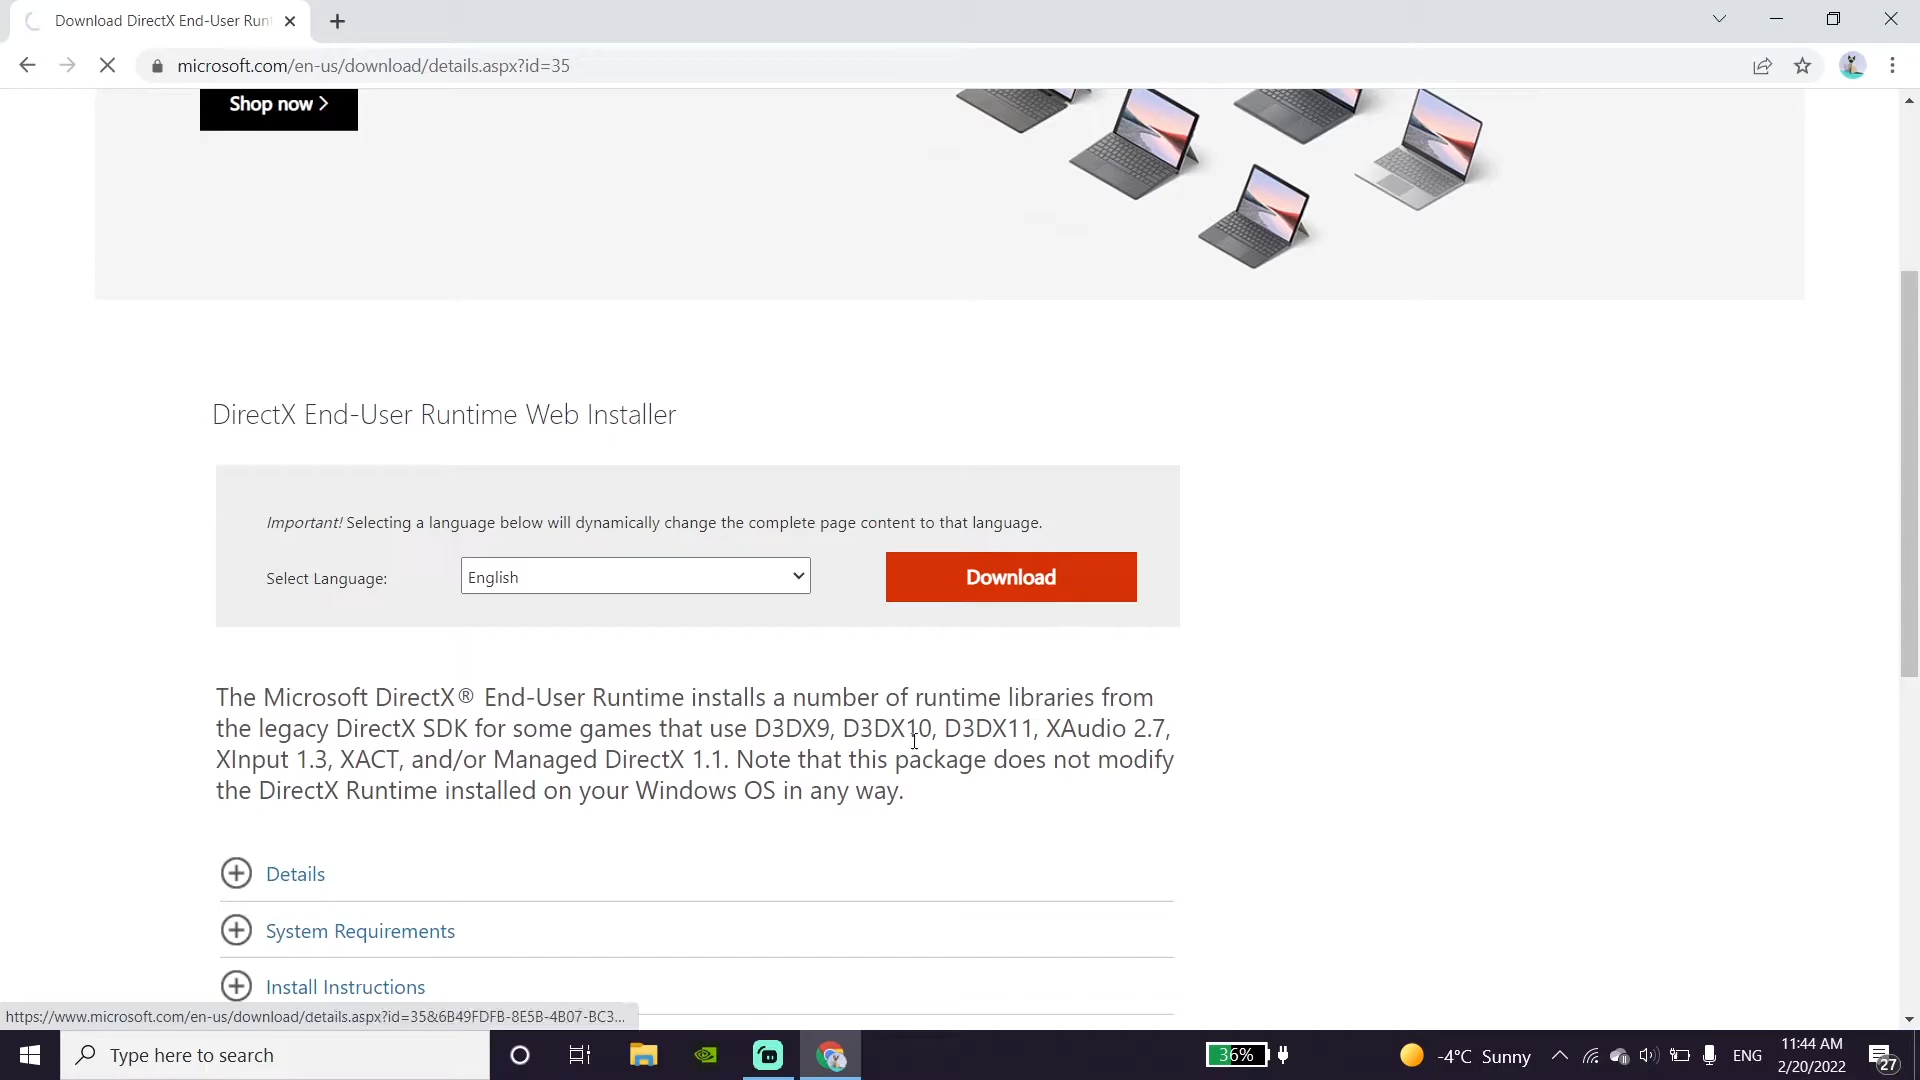 Download DirectX End-User Runt
microsoft.com/en-us/download/details.aspx?id=35
Shop now
DirectX End-User Runtime Web Installer
Important! Selecting a language below will dynamically change the complete page content to that language.
Select Language:
English
Download
The Microsoft DirectX® End-User Runtime installs a number of runtime libraries from
the legacy DirectX SDK for some games that use D3DX9, D3DX10, D3DX11, XAudio 2.7,
XInput 1.3, XACT, and/or Managed DirectX 1.1. Note that this package does not modify
the DirectX Runtime installed on your Windows OS in any way.
Details
System Requirements
Install Instructions
https://www.microsoft.com/en-us/download/details.aspx?id=35&6B49FDFB-8E5B-4B07-BC3...
Type here to search
36%
-4°C Sunny
ENG
11:44 AM
2/20/2022
27